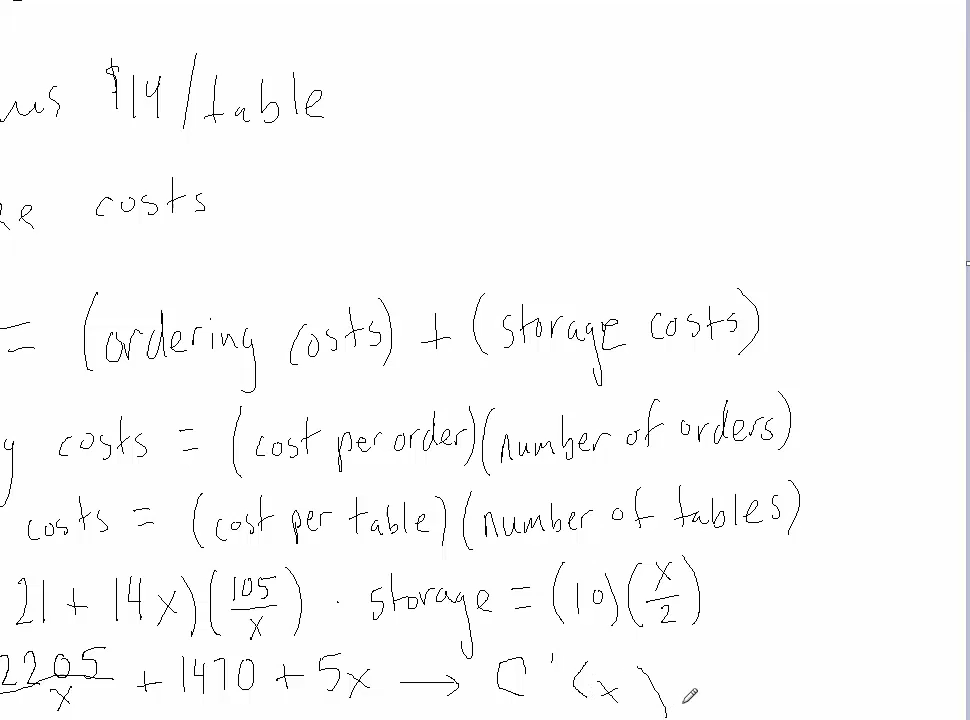 $14/table
costs
= (ordering costs) + (storage costs)
costs = (cost per order)(number of orders)
costs = (cost per table)(number of tables)
21 + 14x)(105/x) · storage = (10)(x/2)
2205/x + 1470 + 5x → C'(x)